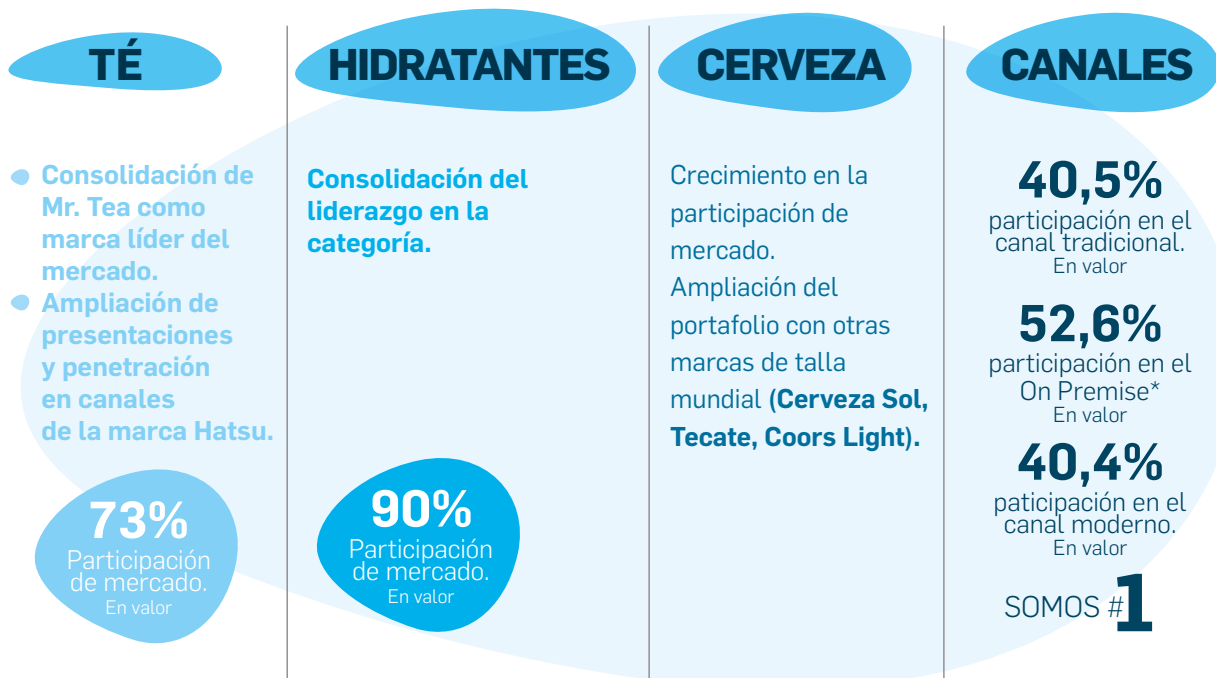 TÉ
Consolidación de
Mr. Tea como
marca líder del
mercado.
Ampliación de
presentaciones
y penetración
en canales
de la marca Hatsu.
73%
Participación
de mercado.
En valor
HIDRATANTES
Consolidación del
liderazgo en la
categoría.
90%
Participación
de mercado.
En valor
CERVEZA
Crecimiento en la
participación de
mercado.
Ampliación del
portafolio con otras
marcas de talla
mundial (Cerveza Sol,
Tecate, Coors Light).
CANALES
40,5%
participación en el
canal tradicional.
En valor
52,6%
participación en el
On Premise*
En valor
40,4%
paticipación en el
canal moderno.
En valor
SOMOS #1